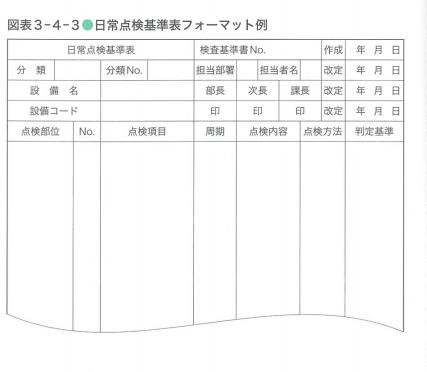 図表3-4-3●日常点検基準表フォーマット例
日常点検基準表 検査基準書No. 作成 年 月 日
分 類 分類No. 担当部署 担当者名 改定 年 月 日
設 備 名 部長 次長 課長 改定 年 月 日
設備コード 印 印 印 改定 年 月 日
点検部位 No. 点検項目 周期 点検内容 点検方法 判定基準